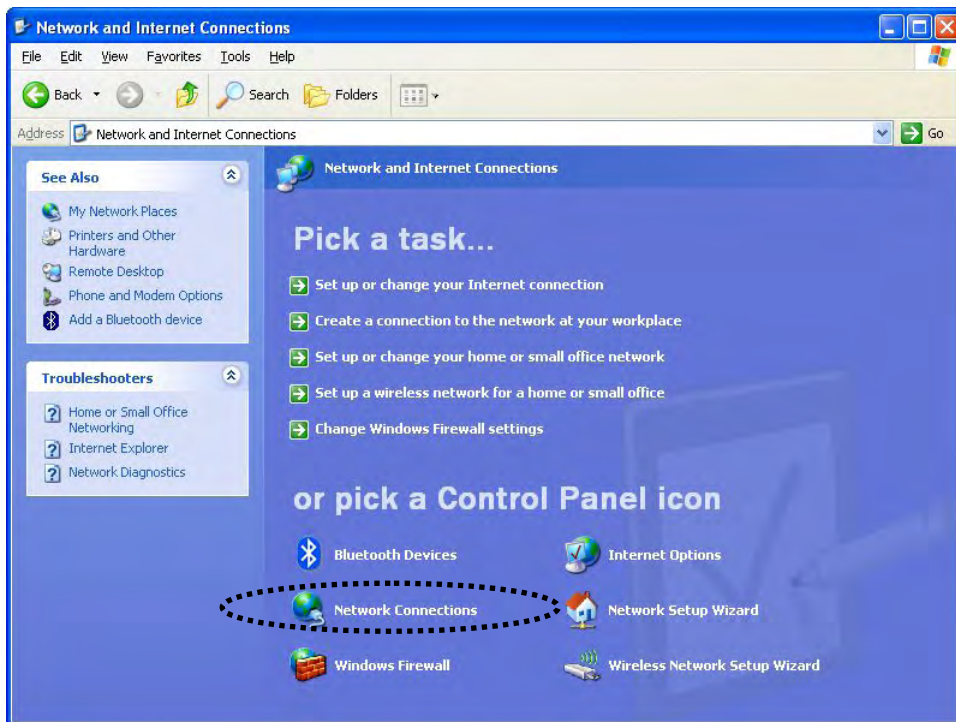 Network and Internet Connections
File Edit View Favorites Tools Help
Back Search Folders
Address Network and Internet Connections Go
See Also
My Network Places
Printers and Other
Hardware
Remote Desktop
Phone and Modem Options
Add a Bluetooth device
Troubleshooters
Home or Small Office
Networking
Internet Explorer
Network Diagnostics
Network and Internet Connections
Pick a task...
Set up or change your Internet connection
Create a connection to the network at your workplace
Set up or change your home or small office network
Set up a wireless network for a home or small office
Change Windows Firewall settings
or pick a Control Panel icon
Bluetooth Devices Internet Options
Network Connections Network Setup Wizard
Windows Firewall Wireless Network Setup Wizard